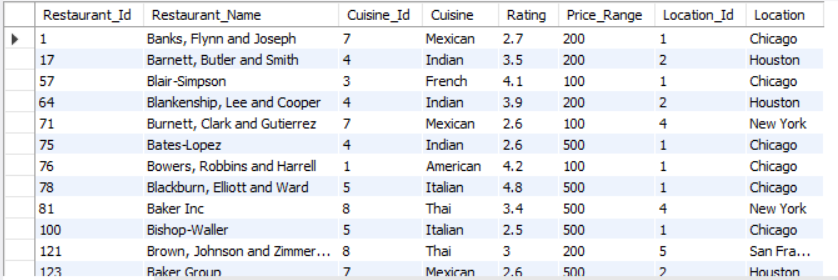 Restaurant_Id Restaurant_Name Cuisine_Id Cuisine Rating Price_Range Location_Id Location
1 Banks, Flynn and Joseph 7 Mexican 2.7 200 1 Chicago
17 Barnett, Butler and Smith 4 Indian 3.5 200 2 Houston
57 Blair-Simpson 3 French 4.1 100 1 Chicago
64 Blankenship, Lee and Cooper 4 Indian 3.9 200 2 Houston
71 Burnett, Clark and Gutierrez 7 Mexican 2.6 100 4 New York
75 Bates-Lopez 4 Indian 2.6 500 1 Chicago
76 Bowers, Robbins and Harrell 1 American 4.2 100 1 Chicago
78 Blackburn, Elliott and Ward 5 Italian 4.8 500 1 Chicago
81 Baker Inc 8 Thai 3.4 500 4 New York
100 Bishop-Waller 5 Italian 2.5 500 1 Chicago
121 Brown, Johnson and Zimmer... 8 Thai 3 200 5 San Fra...
123 Baker Group 7 Mexican 2.6 500 2 Houston